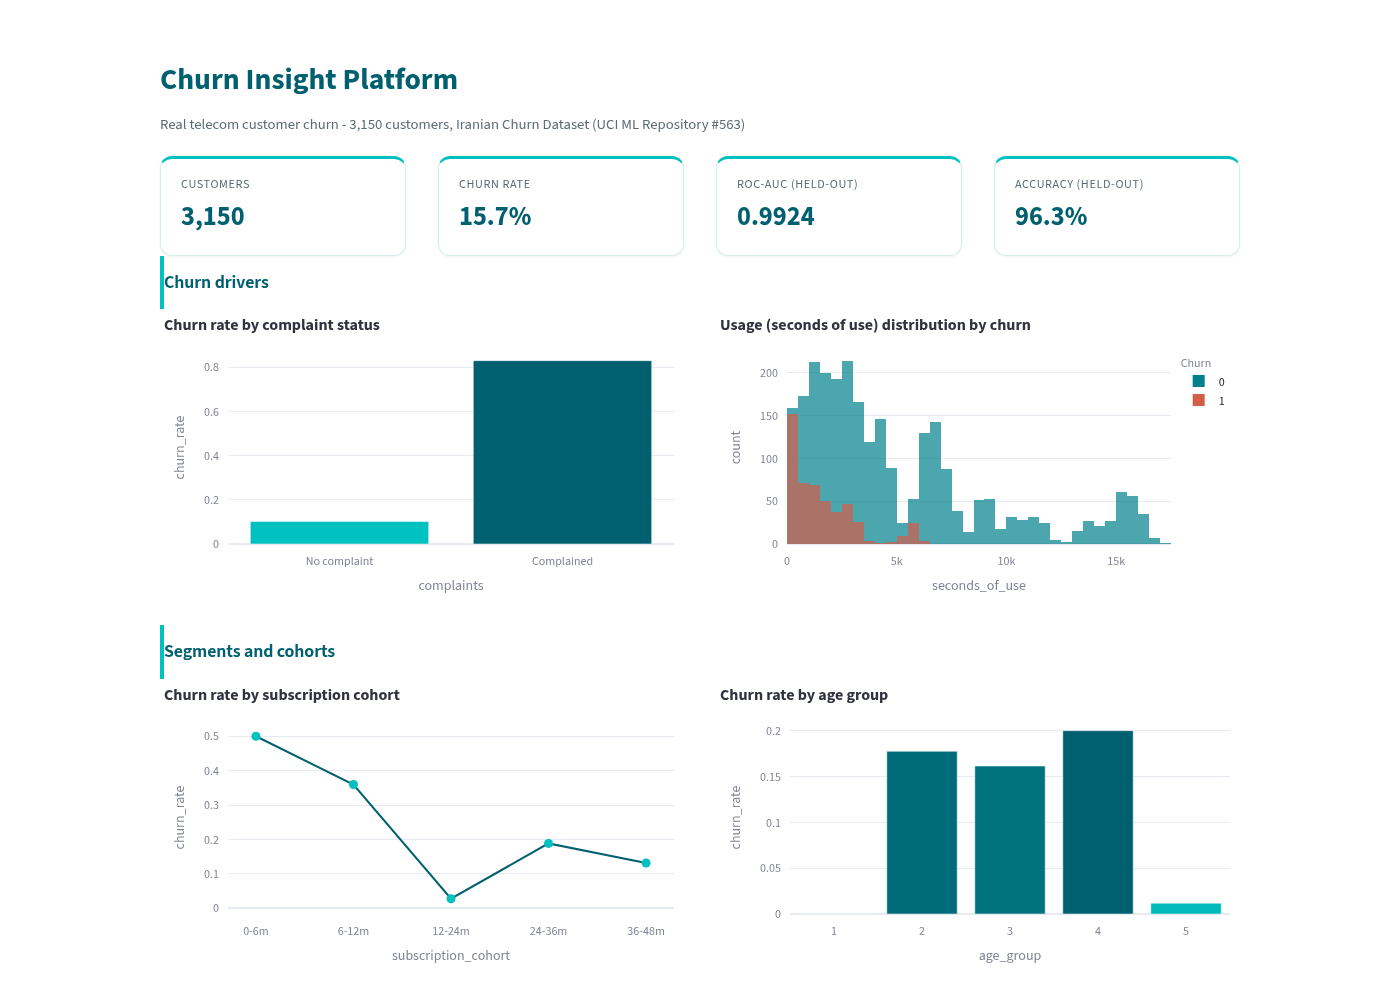 Churn Insight Platform
Real telecom customer churn - 3,150 customers, Iranian Churn Dataset (UCI ML Repository #563)
CUSTOMERS
3,150
CHURN RATE
15.7%
ROC-AUC (HELD-OUT)
0.9924
ACCURACY (HELD-OUT)
96.3%
Churn drivers
Churn rate by complaint status
churn_rate
0.8
0.6
0.4
0.2
0
No complaint Complained
complaints
Usage (seconds of use) distribution by churn
count
200
150
100
50
0
0 5k 10k 15k
seconds_of_use
Churn
0
1
Segments and cohorts
Churn rate by subscription cohort
churn_rate
0.5
0.4
0.3
0.2
0.1
0
0-6m 6-12m 12-24m 24-36m 36-48m
subscription_cohort
Churn rate by age group
churn_rate
0.2
0.15
0.1
0.05
0
1 2 3 4 5
age_group